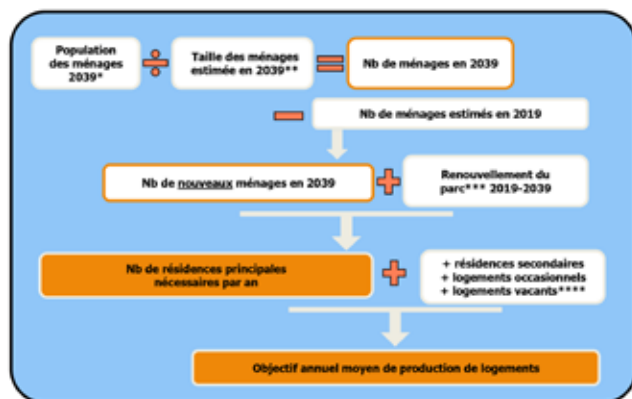 Population
des ménages
2039*
Taille des ménages
estimée en 2039**
Nb de ménages en 2039
Nb de ménages estimés en 2019
Nb de nouveaux ménages en 2039
Renouvellement du
parc*** 2019-2039
Nb de résidences principales
nécessaires par an
+ résidences secondaires
+ logements occasionnels
+ logements vacants****
Objectif annuel moyen de production de logements